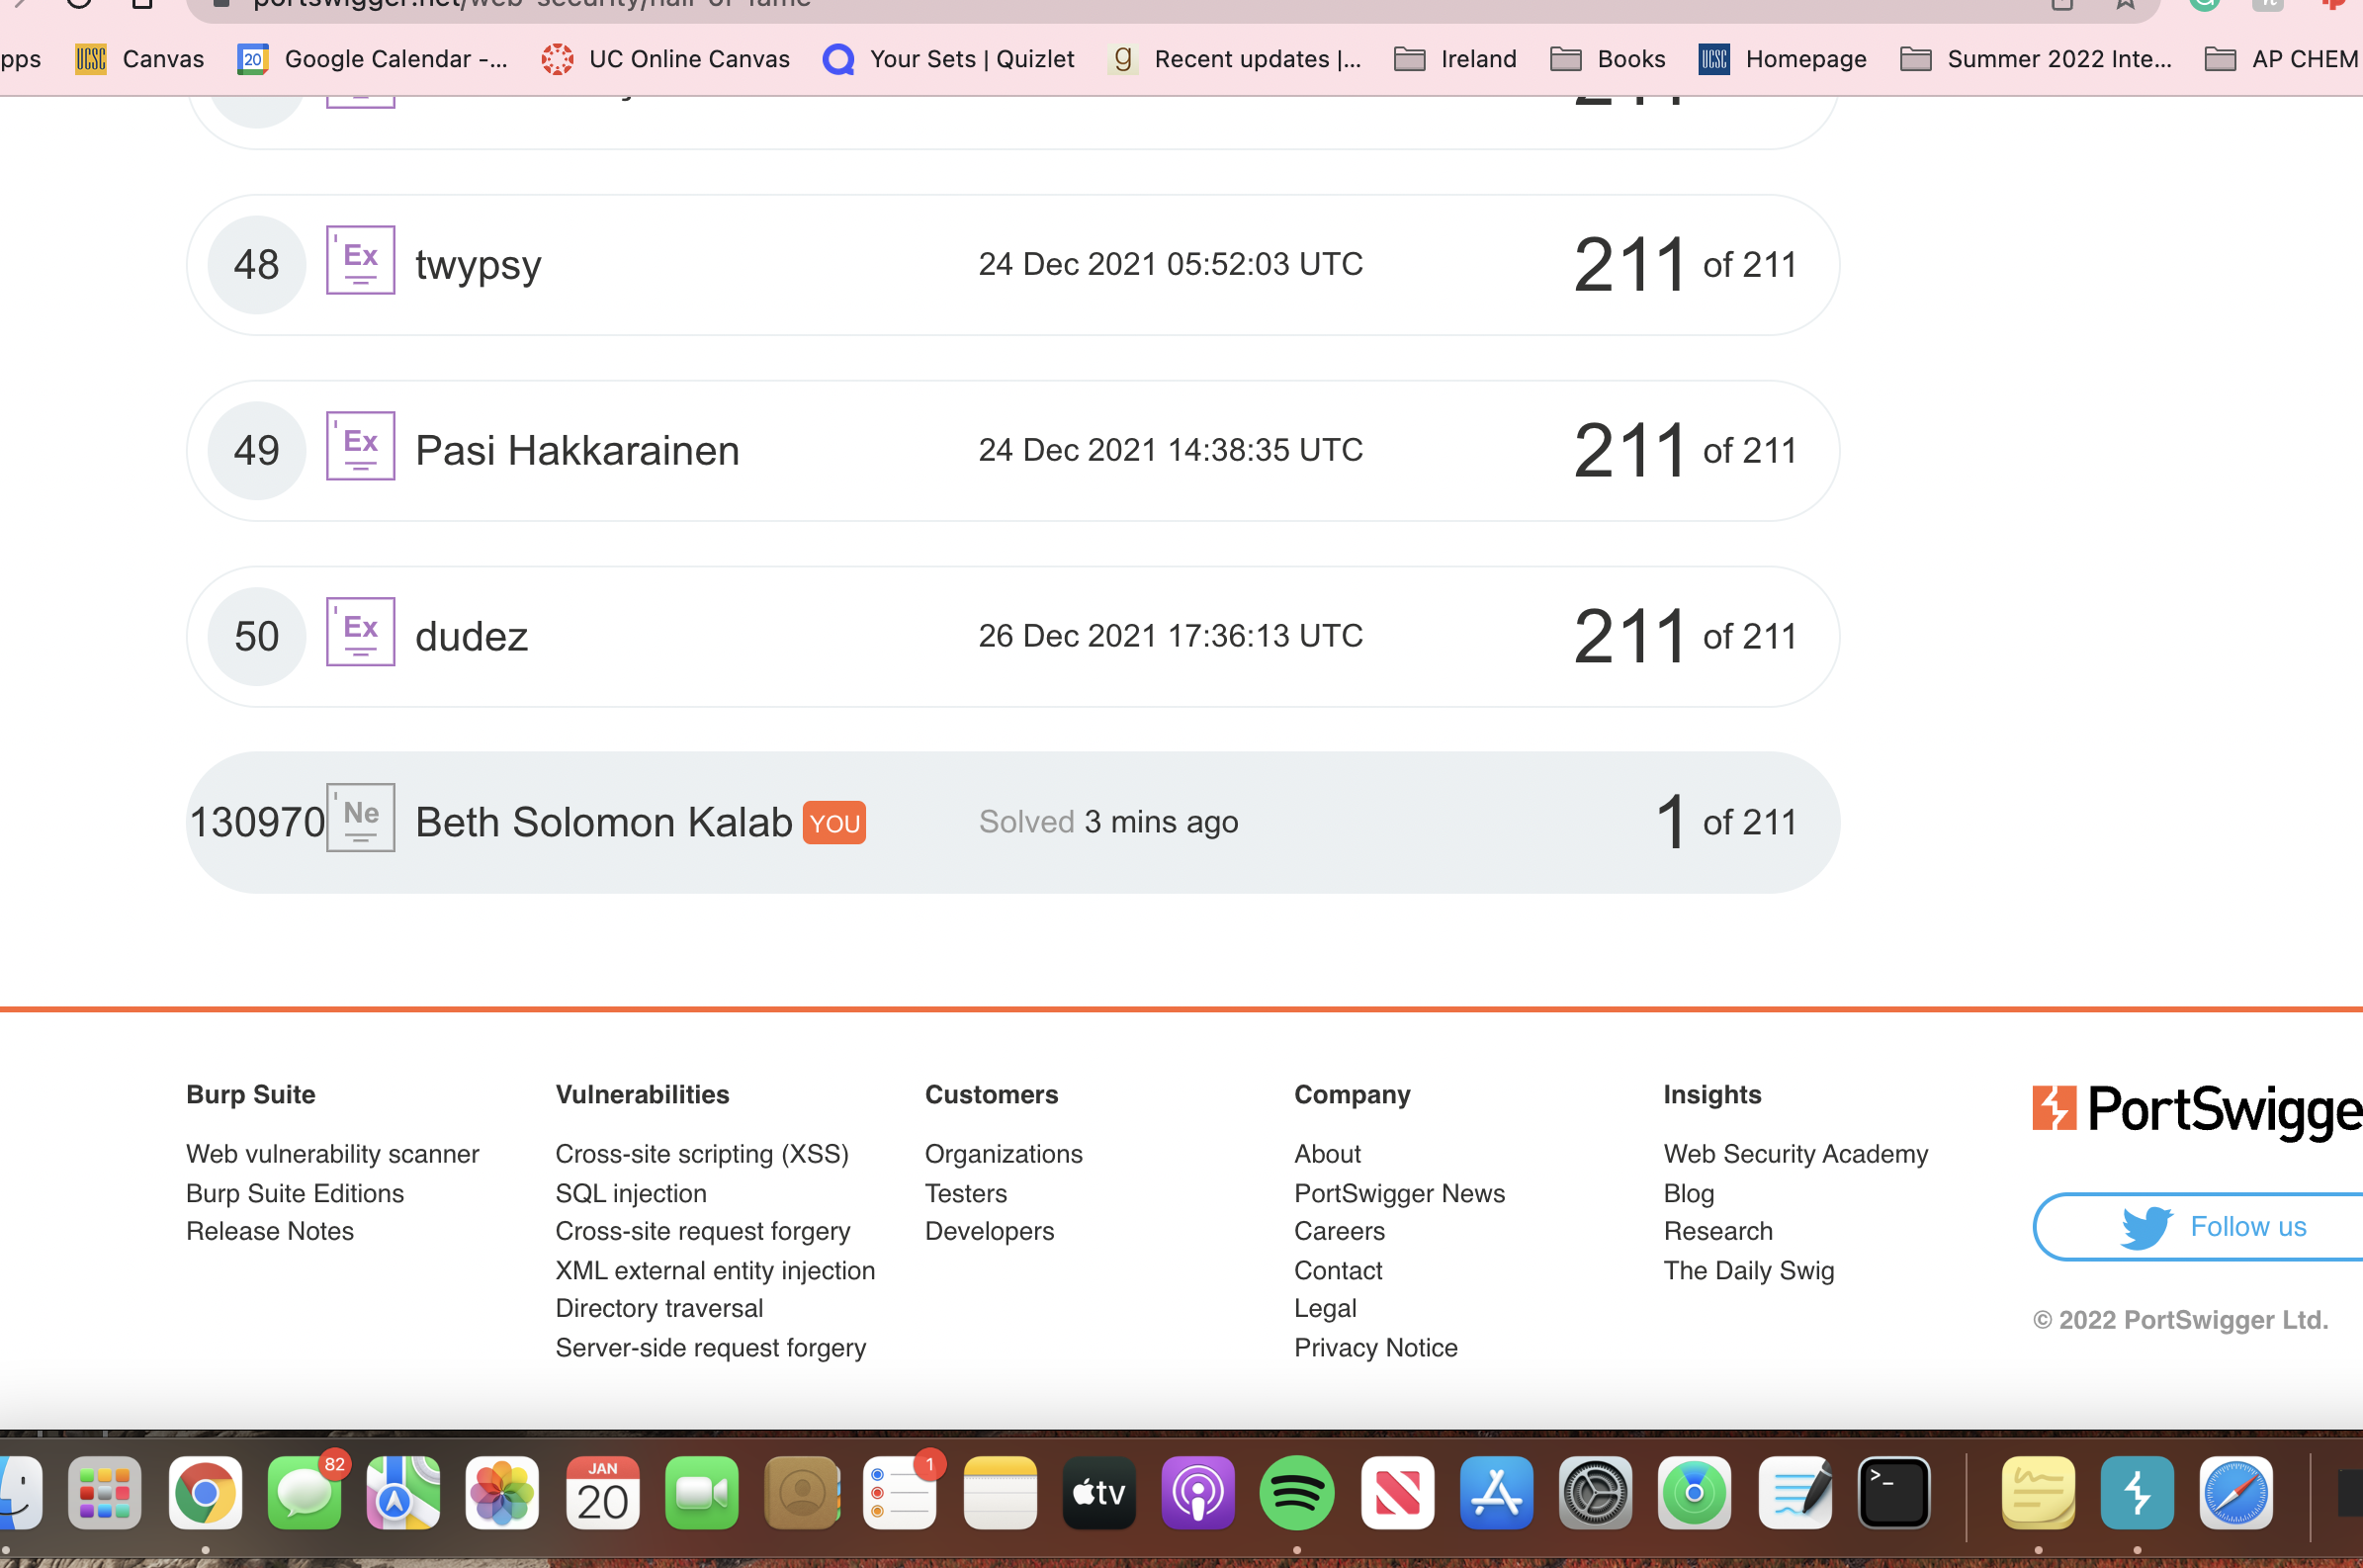 pps Canvas 20 Google Calendar -... UC Online Canvas Your Sets | Quizlet g Recent updates |... Ireland Books UCSC Homepage Summer 2022 Inte... AP CHEM
48 Ex twypsy 24 Dec 2021 05:52:03 UTC 211 of 211
49 Ex Pasi Hakkarainen 24 Dec 2021 14:38:35 UTC 211 of 211
50 Ex dudez 26 Dec 2021 17:36:13 UTC 211 of 211
130970 Ne Beth Solomon Kalab YOU Solved 3 mins ago 1 of 211
Burp Suite
Web vulnerability scanner
Burp Suite Editions
Release Notes
Vulnerabilities
Cross-site scripting (XSS)
SQL injection
Cross-site request forgery
XML external entity injection
Directory traversal
Server-side request forgery
Customers
Organizations
Testers
Developers
Company
About
PortSwigger News
Careers
Contact
Legal
Privacy Notice
Insights
Web Security Academy
Blog
Research
The Daily Swig
PortSwigge
Follow us
© 2022 PortSwigger Ltd.
82 JAN 20 1 tv >_